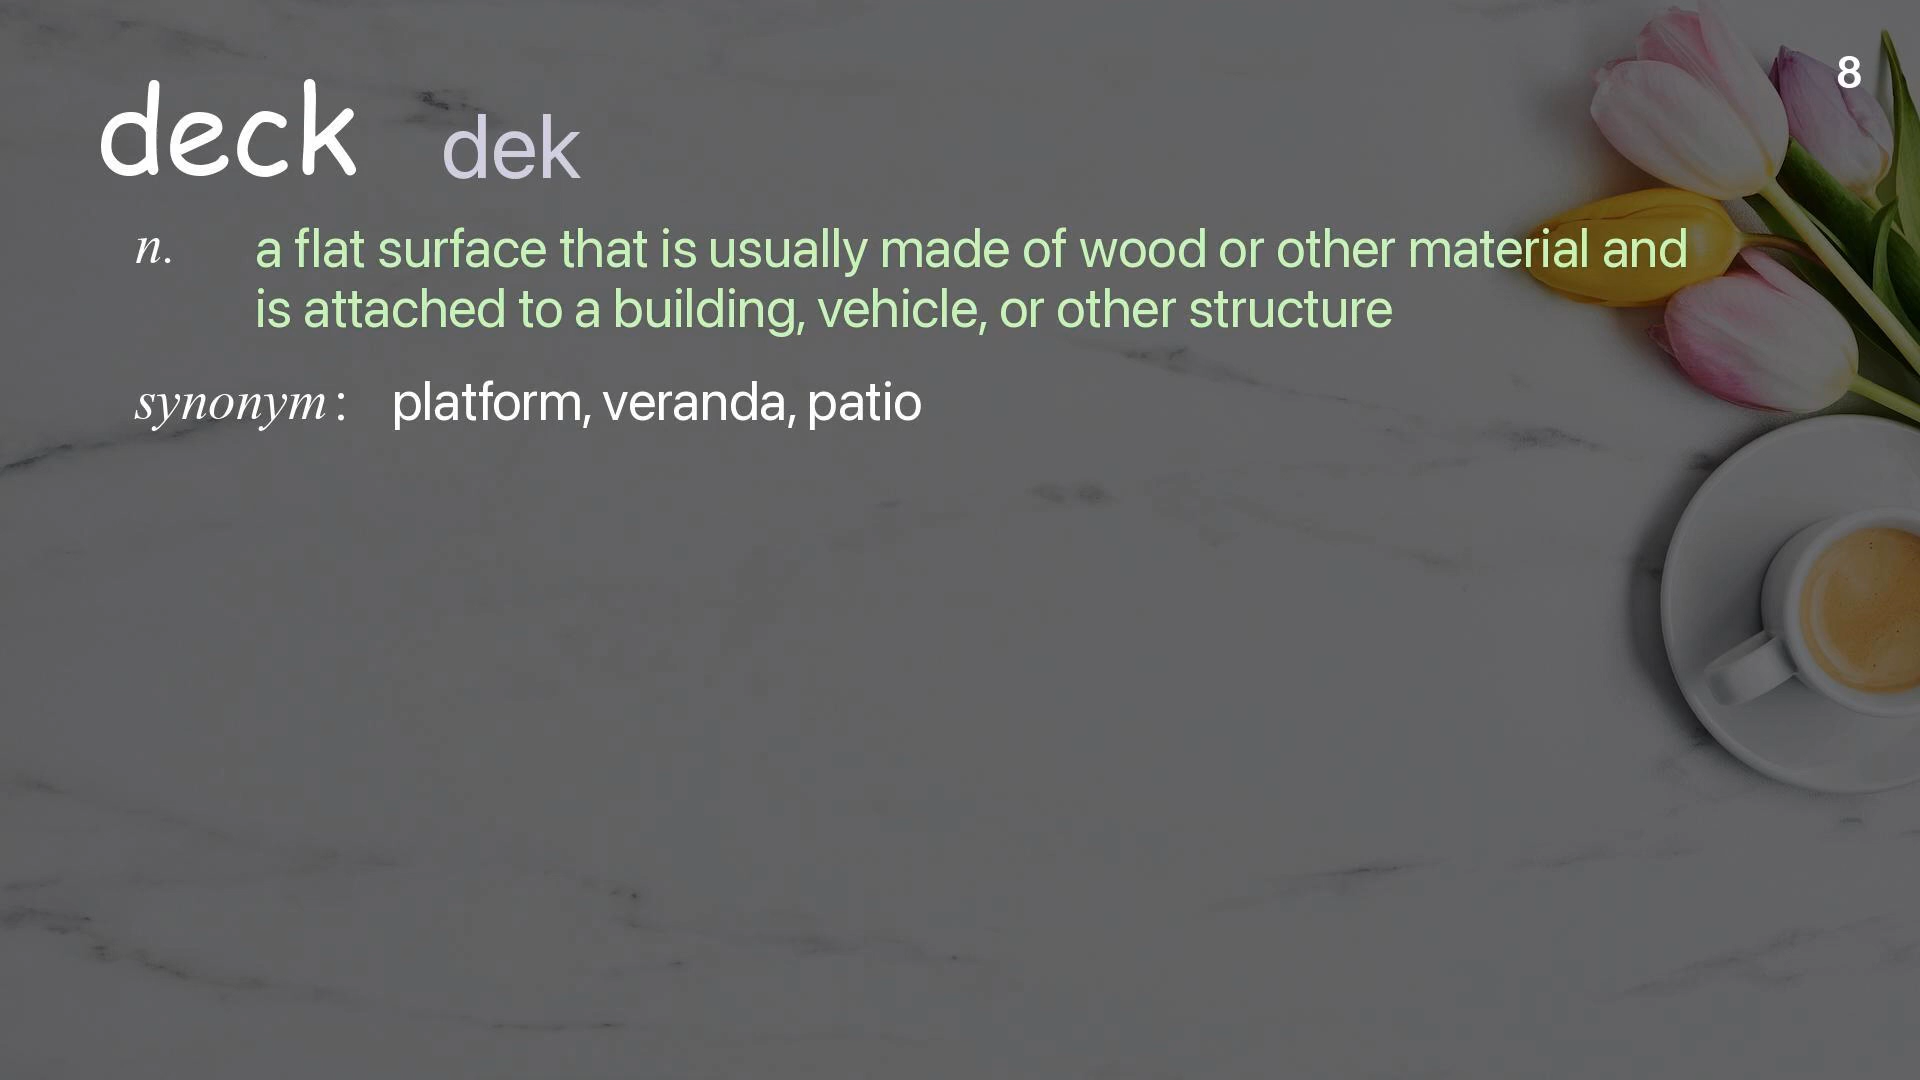 8
deck dek
n. a flat surface that is usually made of wood or other material and
is attached to a building, vehicle, or other structure
synonym: platform, veranda, patio